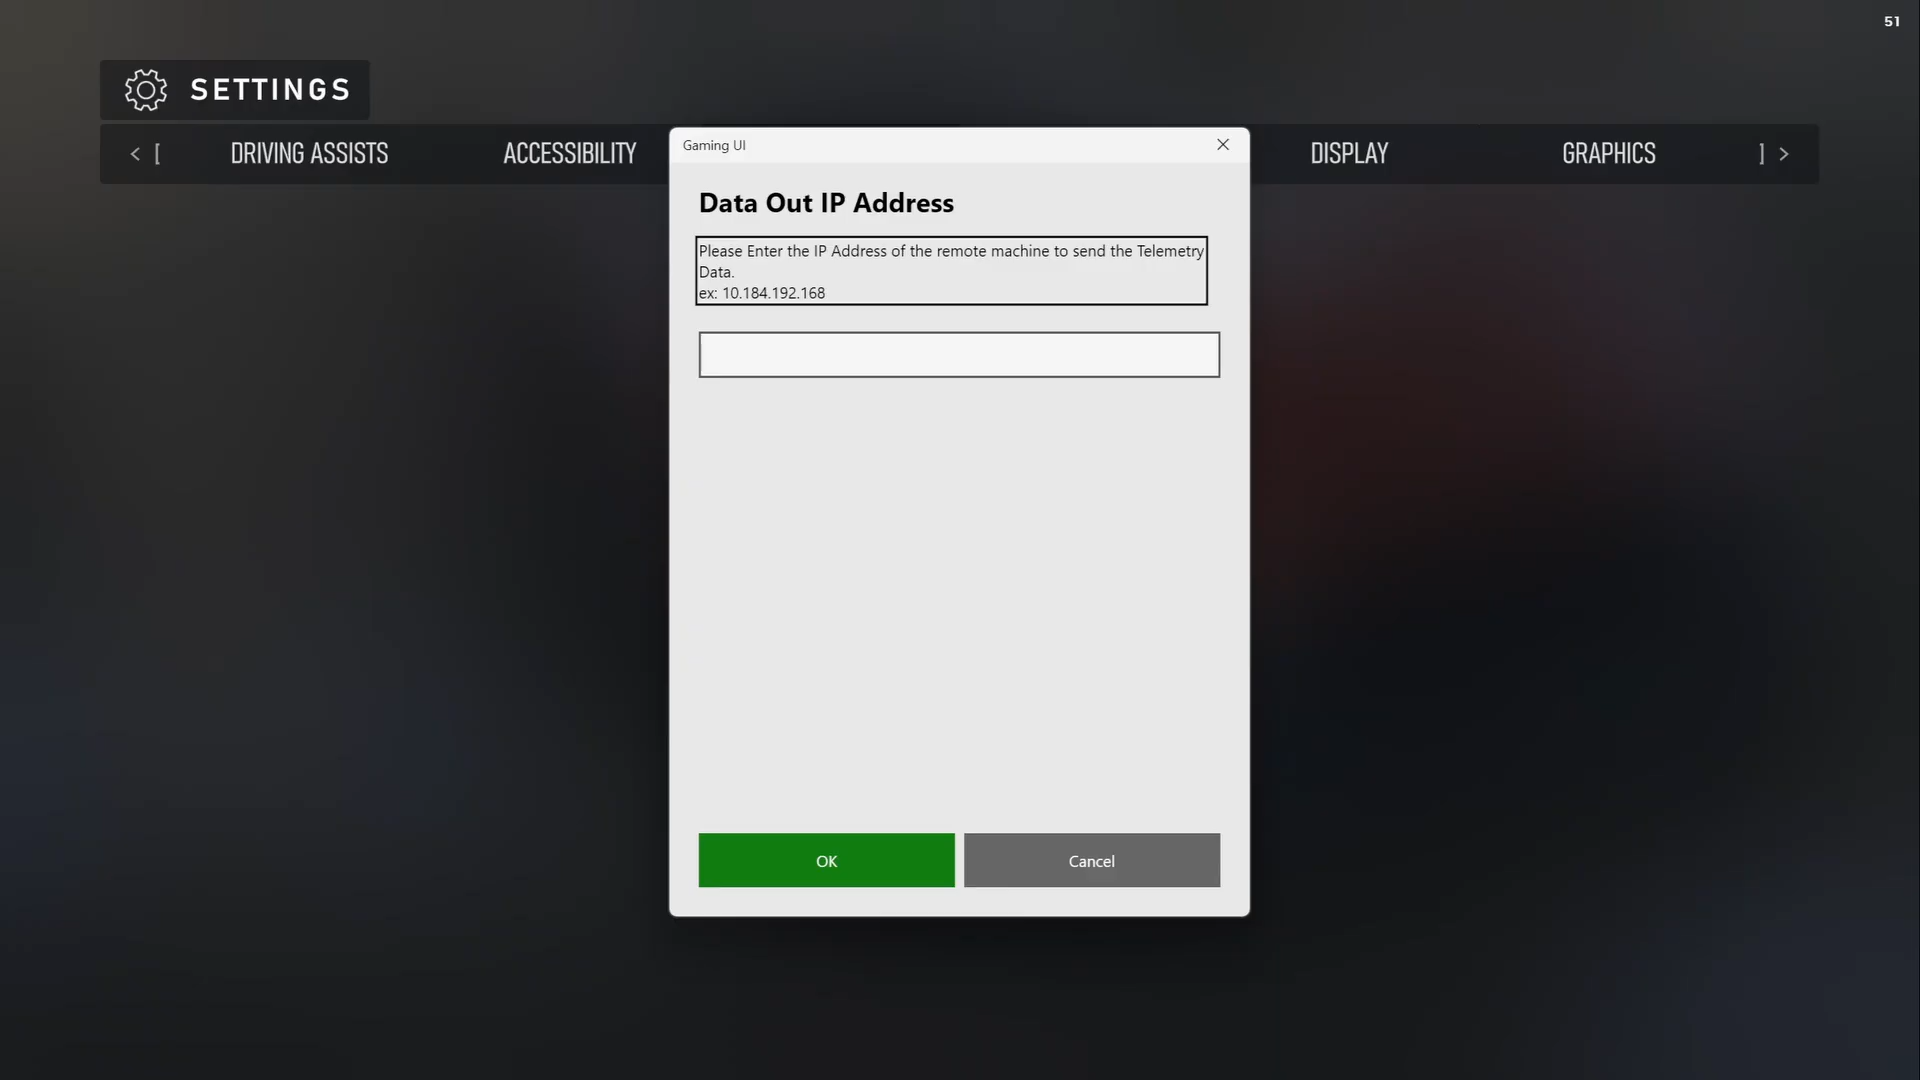 51
SETTINGS
< [ DRIVING ASSISTS ACCESSIBILITY DISPLAY GRAPHICS ] >
Gaming UI
Data Out IP Address
Please Enter the IP Address of the remote machine to send the Telemetry
Data.
ex: 10.184.192.168
OK Cancel